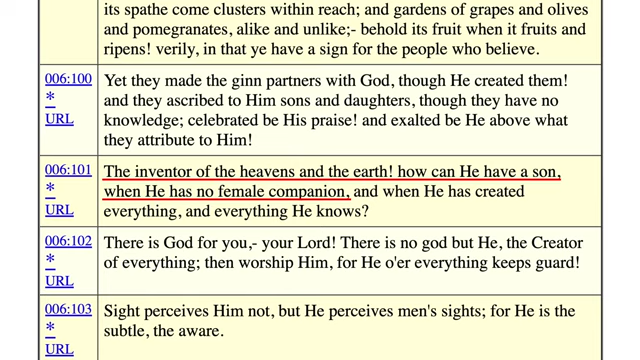 its spathe come clusters within reach; and gardens of grapes and olives
and pomegranates, alike and unlike;- behold its fruit when it fruits and
ripens! verily, in that ye have a sign for the people who believe.
006:100
*
URL
Yet they made the ginn partners with God, though He created them!
and they ascribed to Him sons and daughters, though they have no
knowledge; celebrated be His praise! and exalted be He above what
they attribute to Him!
006:101
*
URL
The inventor of the heavens and the earth! how can He have a son,
when He has no female companion, and when He has created
everything, and everything He knows?
006:102
*
URL
There is God for you,- your Lord! There is no god but He, the Creator
of everything; then worship Him, for He o'er everything keeps guard!
006:103
*
URL
Sight perceives Him not, but He perceives men's sights; for He is the
subtle, the aware.